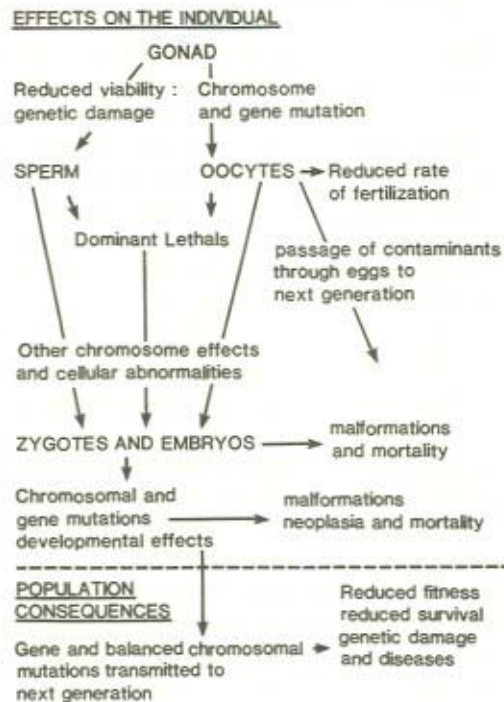 EFFECTS ON THE INDIVIDUAL
GONAD
Reduced viability :
genetic damage
Chromosome
and gene mutation
SPERM
OOCYTES
Reduced rate
of fertilization
Dominant Lethals
passage of contaminants
through eggs to
next generation
Other chromosome effects
and cellular abnormalities
ZYGOTES AND EMBRYOS
malformations
and mortality
Chromosomal and
gene mutations
developmental effects
malformations
neoplasia and mortality
POPULATION
CONSEQUENCES
Gene and balanced chromosomal
mutations transmitted to
next generation
Reduced fitness
reduced survival
genetic damage
and diseases